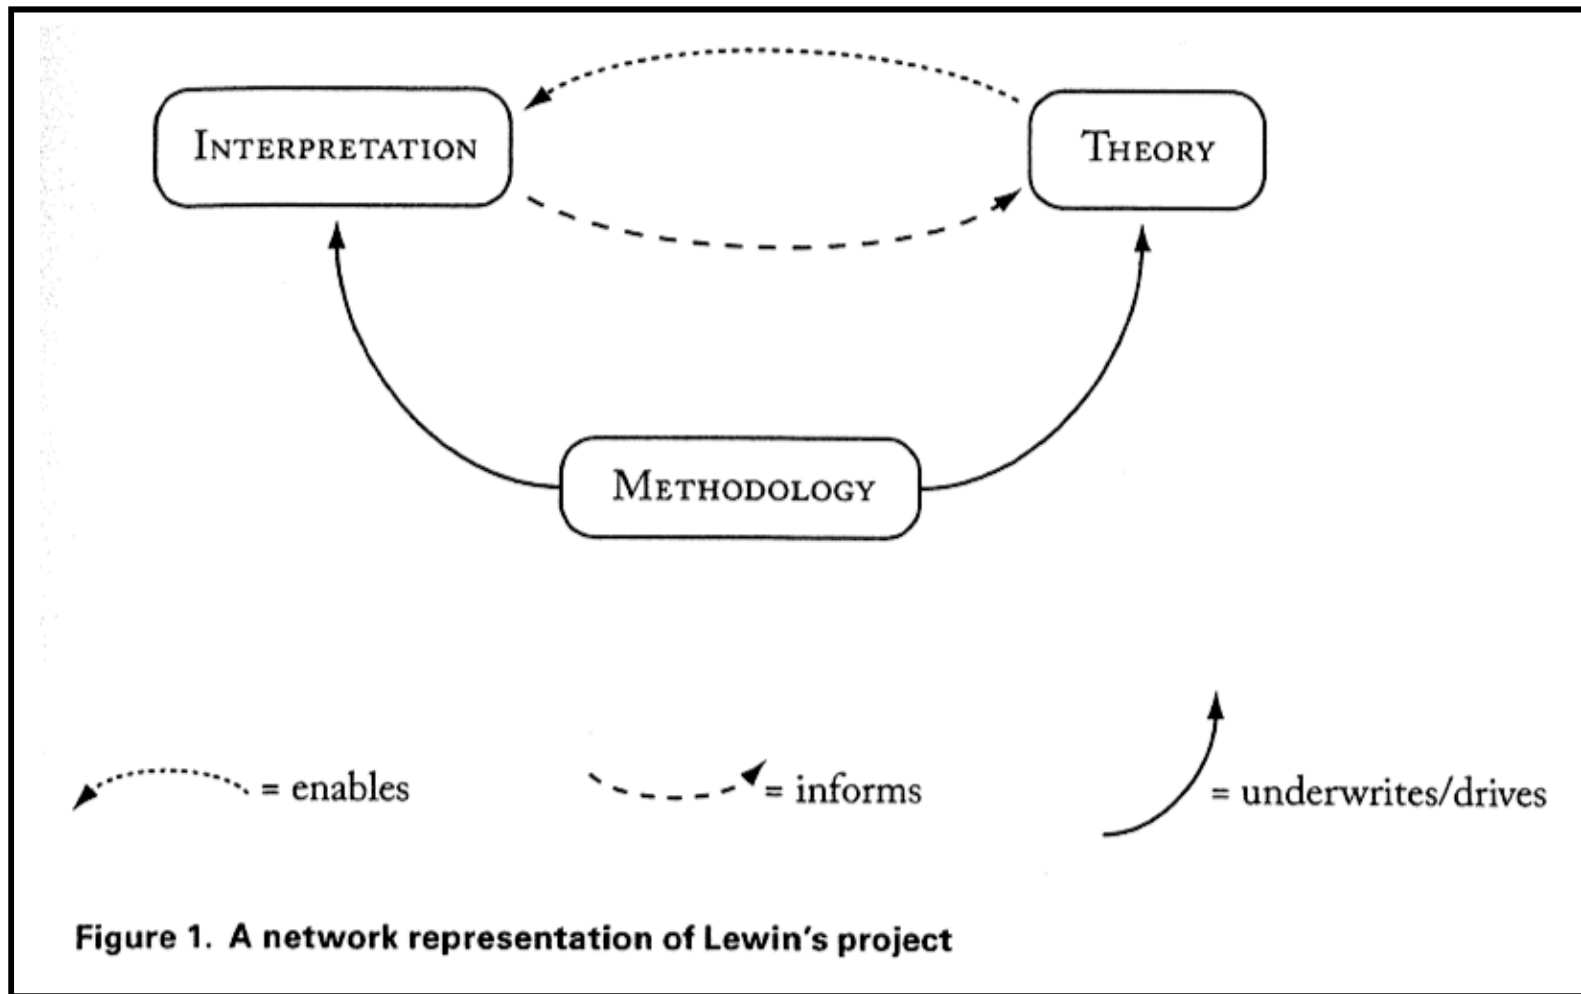 INTERPRETATION
THEORY
METHODOLOGY
= enables
= informs
= underwrites/drives
Figure 1. A network representation of Lewin's project